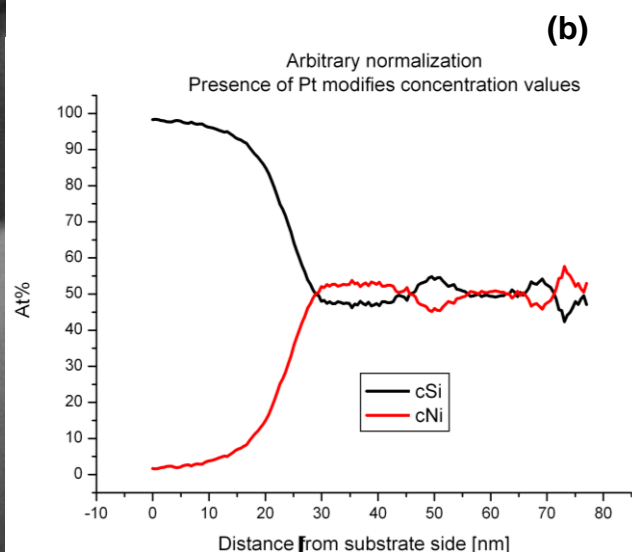 (b)
Arbitrary normalization
Presence of Pt modifies concentration values
At%
100
90
80
70
60
50
40
30
20
10
0
cSi
cNi
-10 0 10 20 30 40 50 60 70 80
Distance from substrate side [nm]